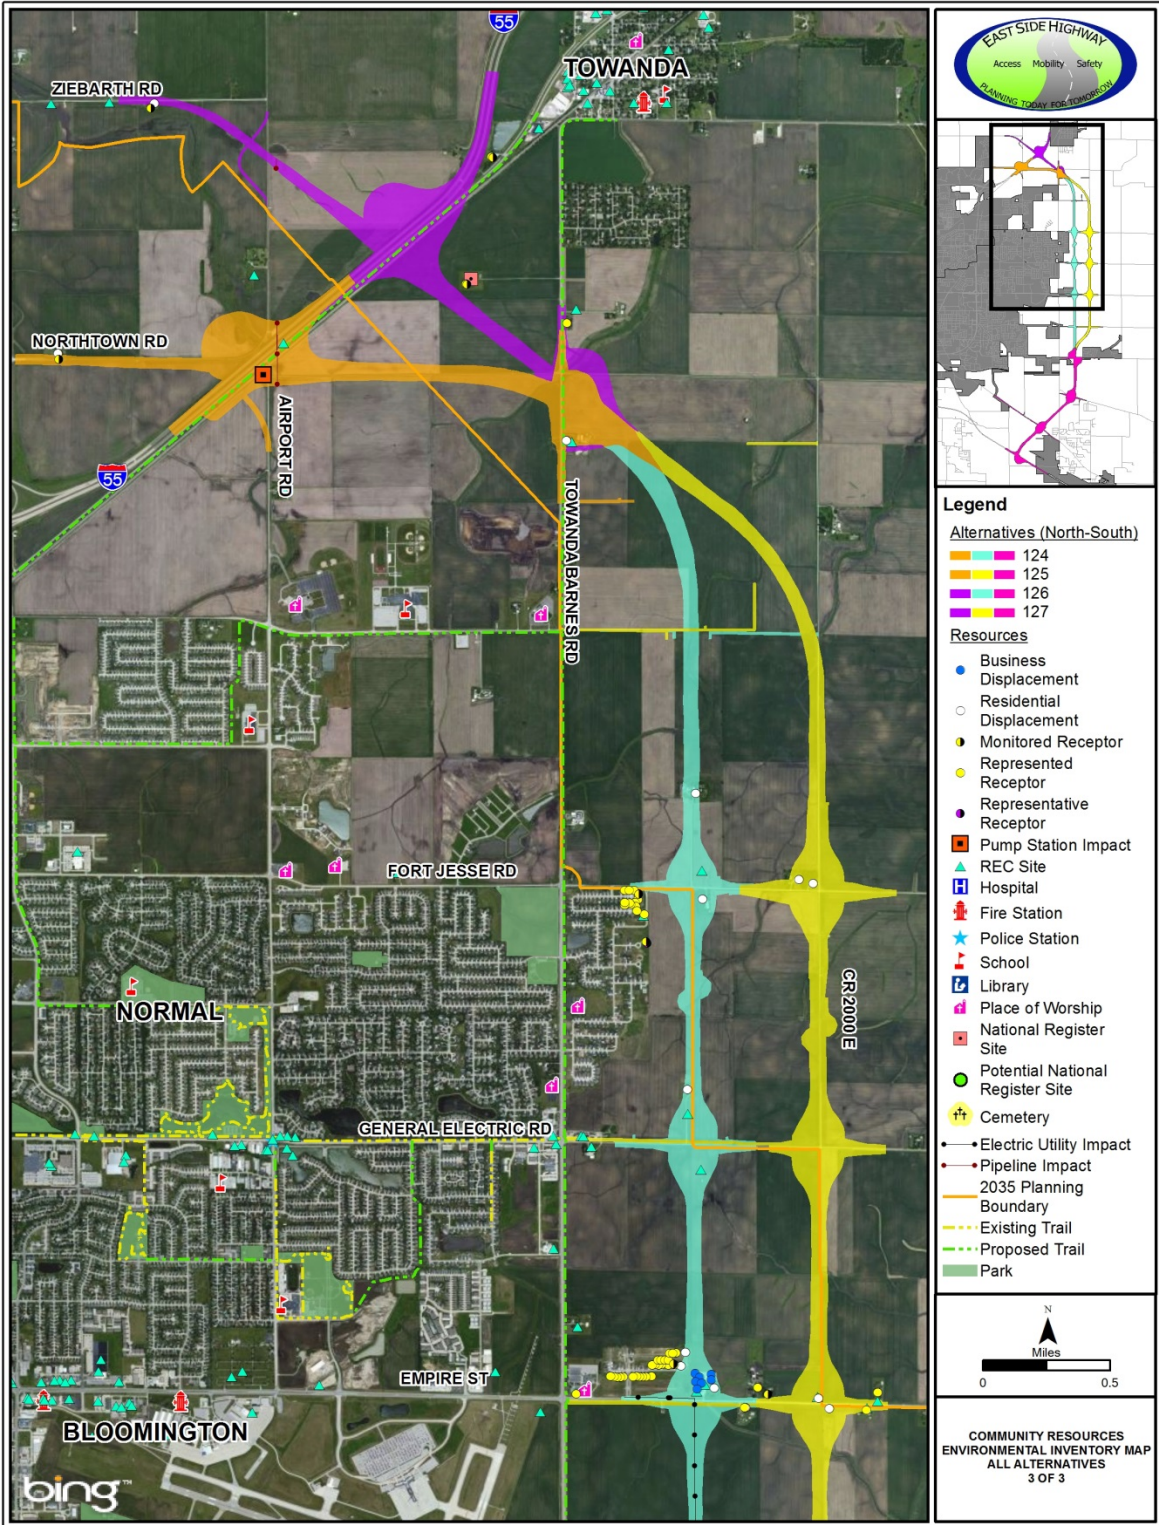 55
TOWANDA
ZIEBARTH RD
NORTHTOWN RD
AIRPORT RD
55
TOWANDA BARNES RD
FORT JESSE RD
NORMAL
CR 2000 E
GENERAL ELECTRIC RD
EMPIRE ST
BLOOMINGTON
bing™
EAST SIDE HIGHWAY
Access Mobility Safety
PLANNING TODAY FOR TOMORROW
Legend
Alternatives (North-South)
124
125
126
127
Resources
Business
Displacement
Residential
Displacement
Monitored Receptor
Represented
Receptor
Representative
Receptor
Pump Station Impact
REC Site
H Hospital
Fire Station
Police Station
School
Library
Place of Worship
National Register
Site
Potential National
Register Site
Cemetery
Electric Utility Impact
Pipeline Impact
2035 Planning
Boundary
Existing Trail
Proposed Trail
Park
N
Miles
0 0.5
COMMUNITY RESOURCES
ENVIRONMENTAL INVENTORY MAP
ALL ALTERNATIVES
3 OF 3